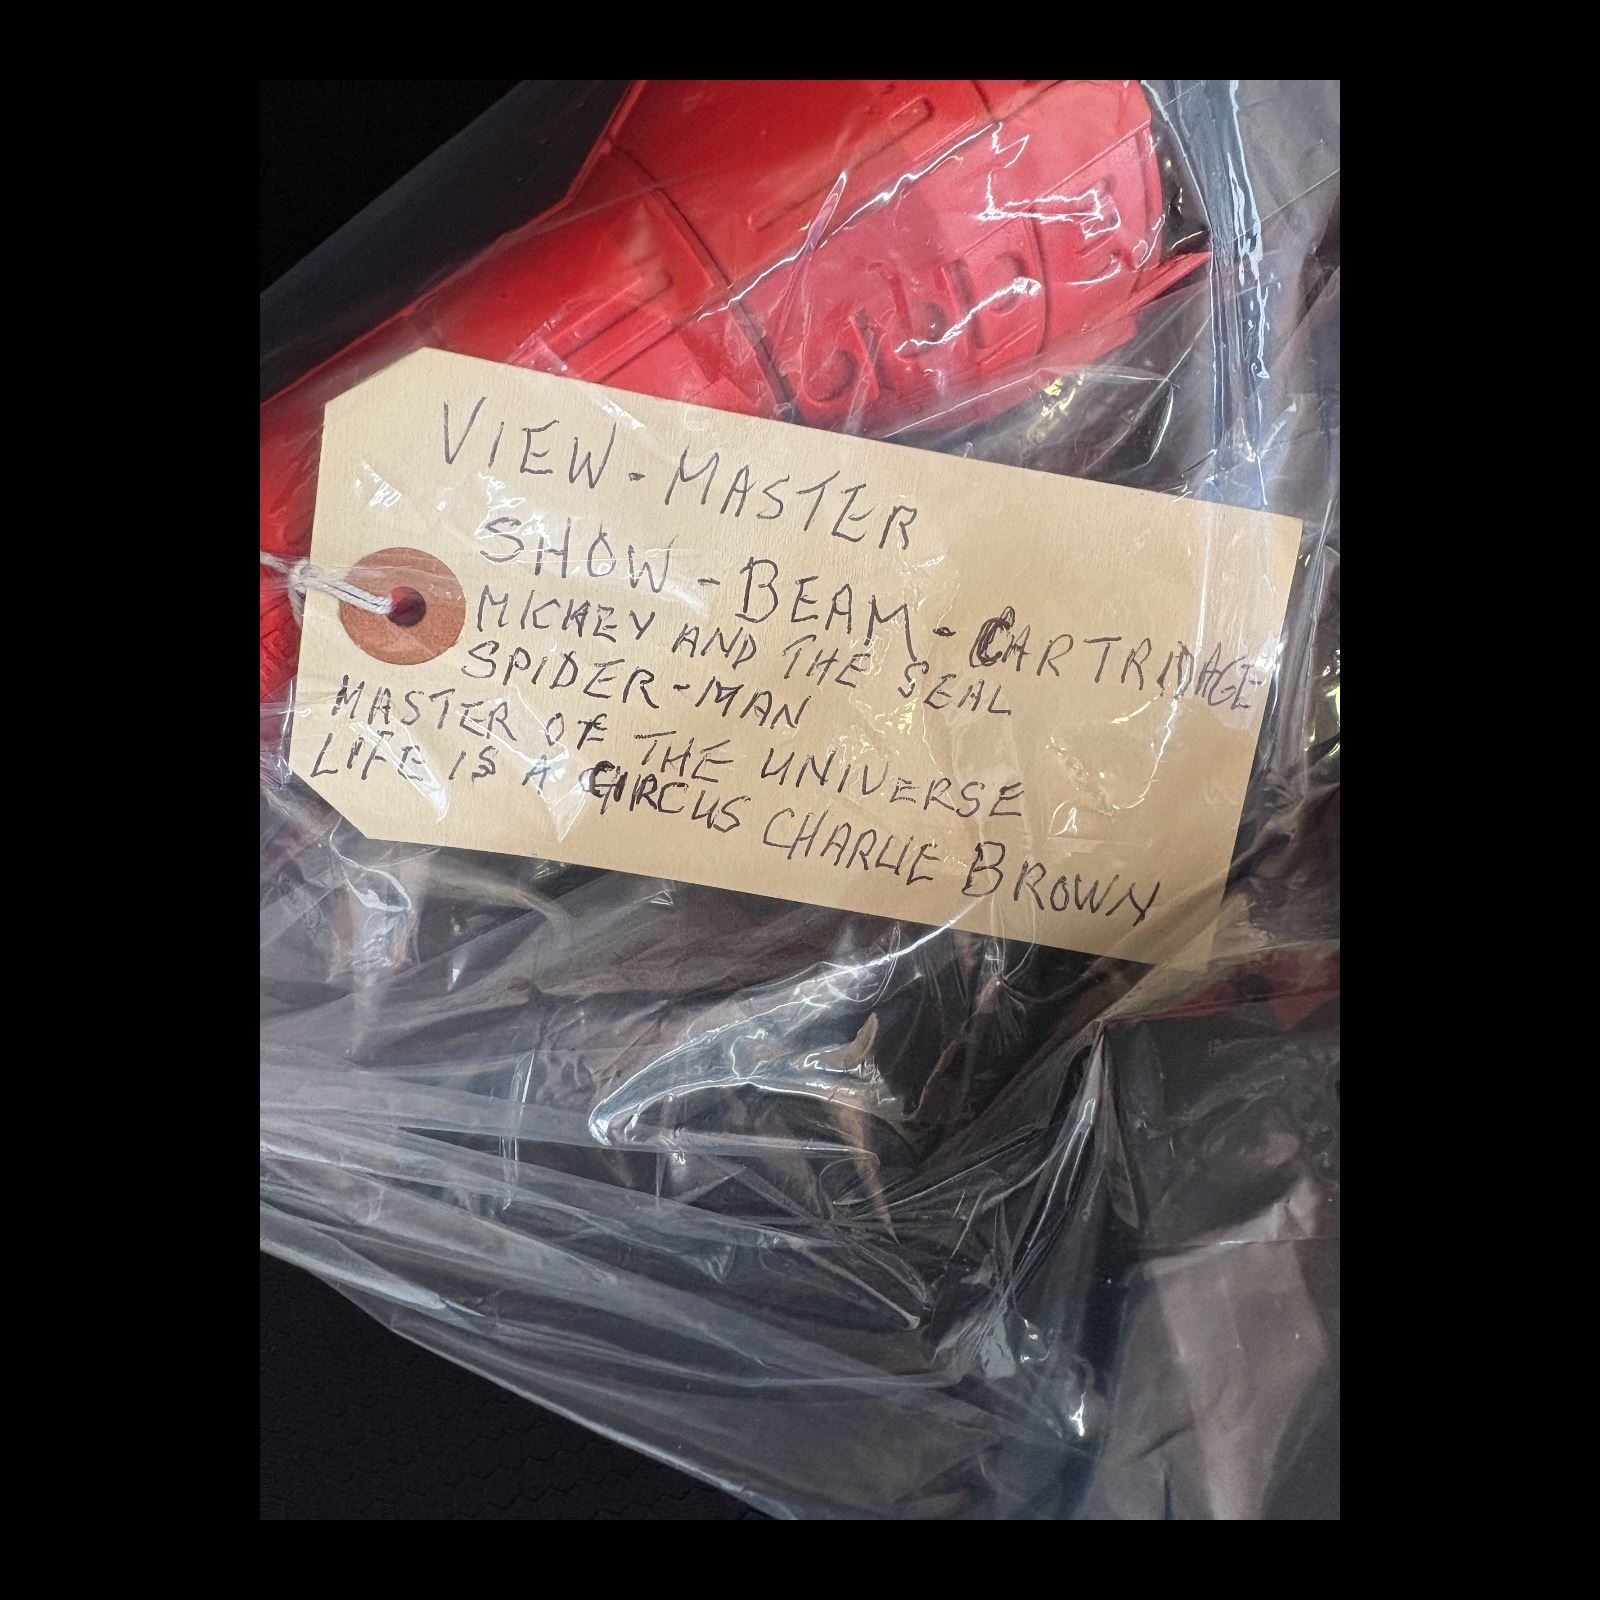 VIEW-MASTER
SHOW-BEAM-CARTRIDAGE
MICKEY AND THE SEAL
SPIDER-MAN
MASTER OF THE UNIVERSE
LIFE IS A CIRCUS CHARLIE BROWN